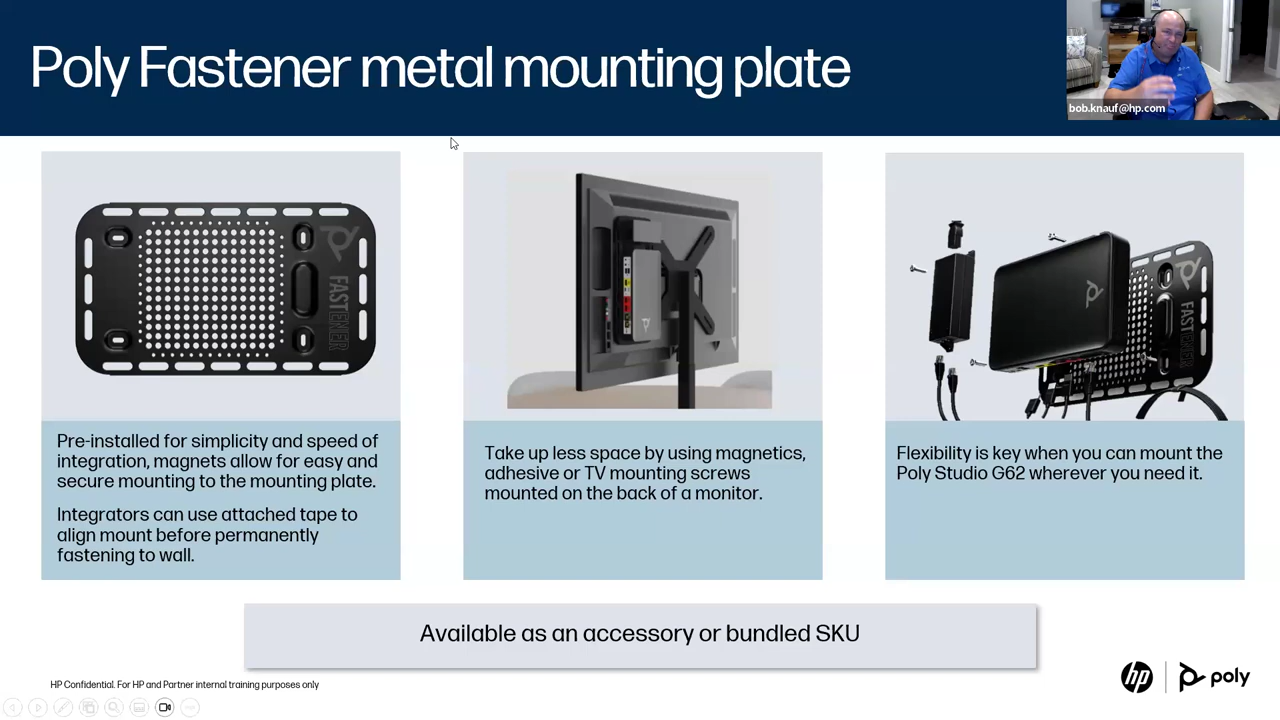 Poly Fastener metal mounting plate
bob.knauf@hp.com
FASTENER
FASTENER
Pre-installed for simplicity and speed of
integration, magnets allow for easy and
secure mounting to the mounting plate.
Integrators can use attached tape to
align mount before permanently
fastening to wall.
Take up less space by using magnetics,
adhesive or TV mounting screws
mounted on the back of a monitor.
Flexibility is key when you can mount the
Poly Studio G62 wherever you need it.
Available as an accessory or bundled SKU
HP Confidential. For HP and Partner internal training purposes only
hp
poly